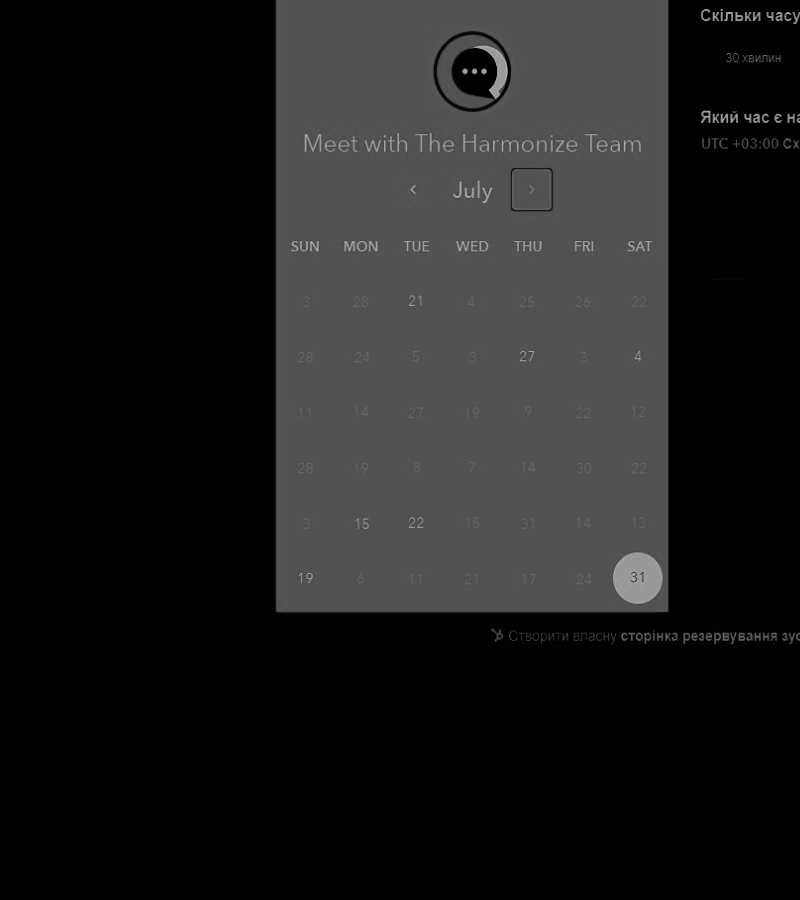 Скільки часу
30 хвилин
Meet with The Harmonize Team
Який час є на
UTC +03:00 Сх
July
SUN MON TUE WED THU FRI SAT
3 28 21 4 25 26 22
28 24 5 3 27 3 4
11 14 27 19 9 22 12
28 19 8 7 14 30 22
3 15 22 15 31 14 13
19 6 11 21 17 24 31
Створити власну сторінка резервування зус